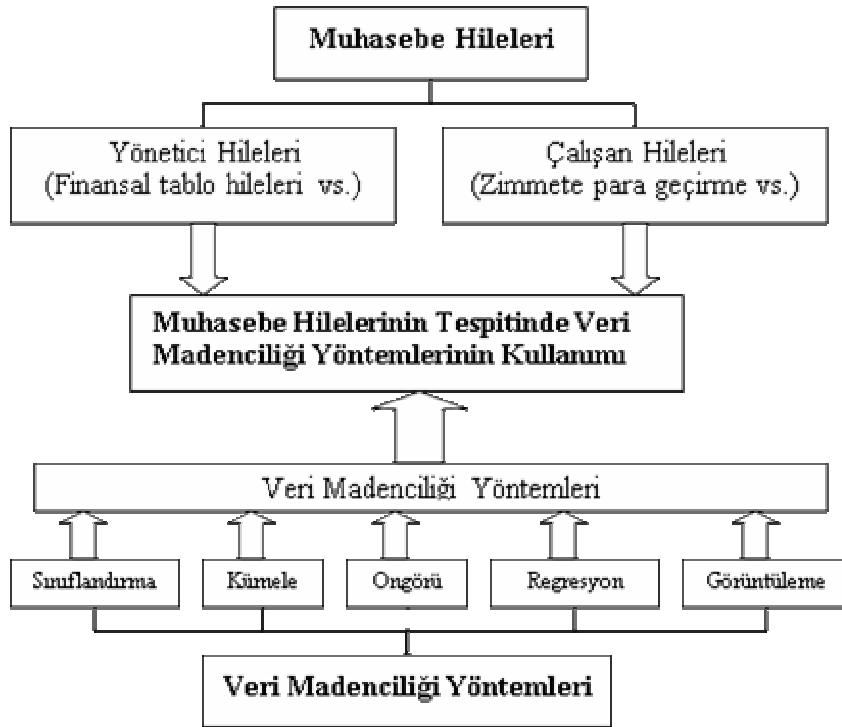 Muhasebe Hileleri
Yönetici Hileleri
(Finansal tablo hileleri vs.)
Çalışan Hileleri
(Zimmete para geçirme vs.)
Muhasebe Hilelerinin Tespitinde Veri
Madenciliği Yöntemlerinin Kullanımı
Veri Madenciliği Yöntemleri
Sınıflandırma
Kümele
Ongörü
Regresyon
Görüntüleme
Veri Madenciliği Yöntemleri